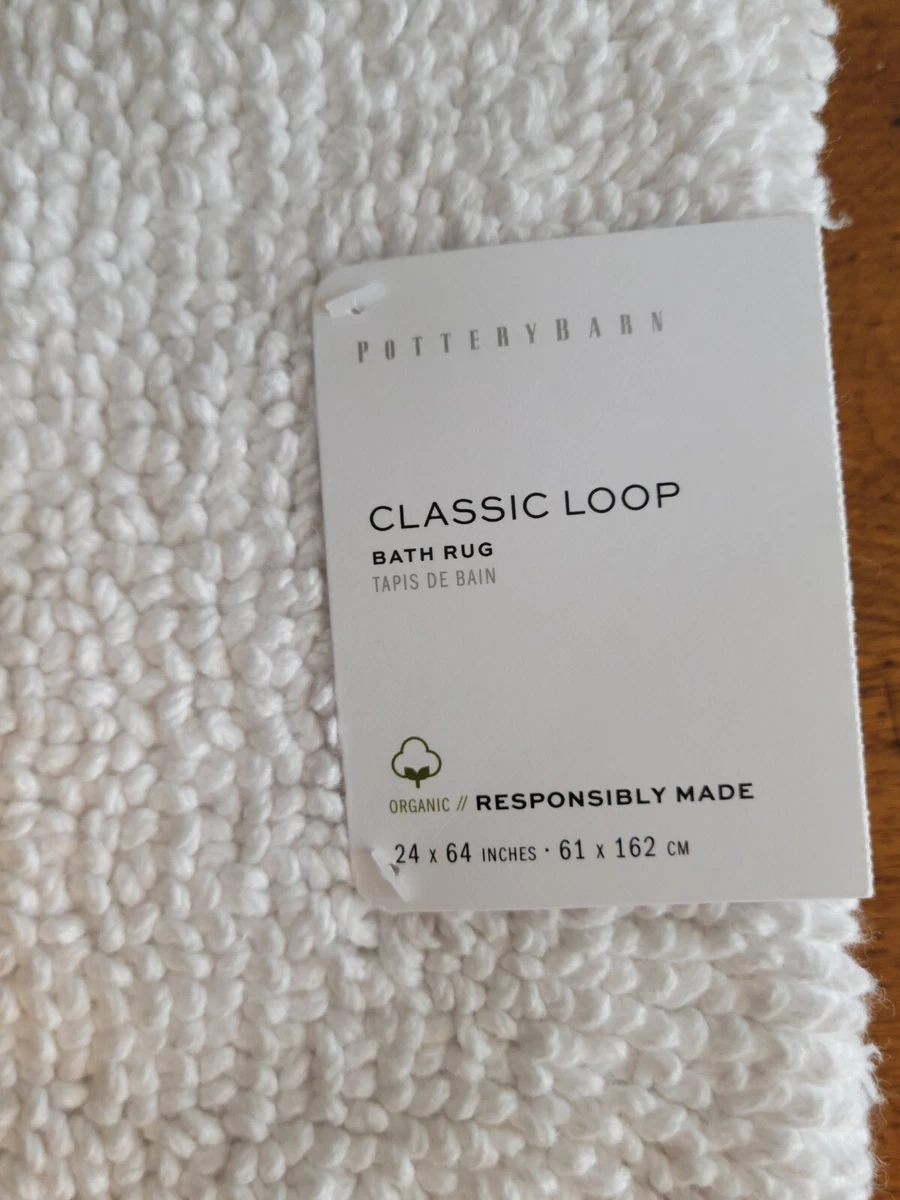 POTTERYBARN
CLASSIC LOOP
BATH RUG
TAPIS DE BAIN
ORGANIC // RESPONSIBLY MADE
24 x 64 INCHES · 61 x 162 CM